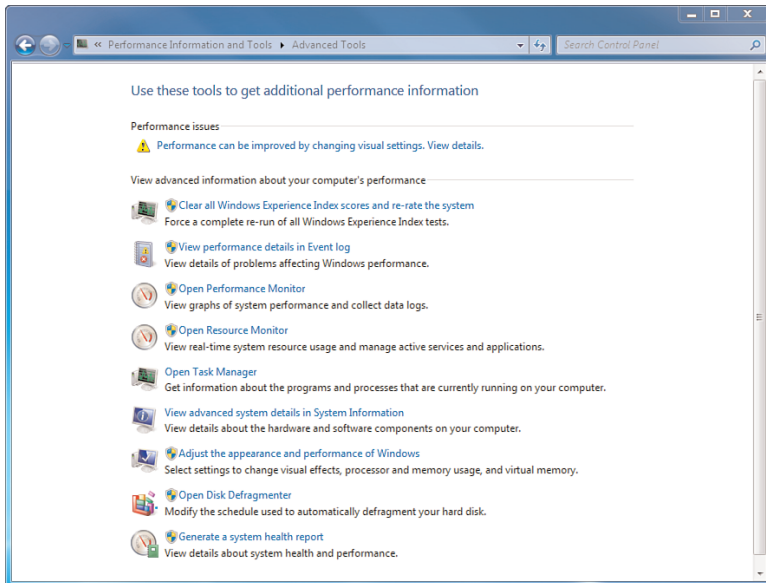 « Performance Information and Tools ▸ Advanced Tools
Search Control Panel
Use these tools to get additional performance information
Performance issues
Performance can be improved by changing visual settings. View details.
View advanced information about your computer's performance
Clear all Windows Experience Index scores and re-rate the system
Force a complete re-run of all Windows Experience Index tests.
View performance details in Event log
View details of problems affecting Windows performance.
Open Performance Monitor
View graphs of system performance and collect data logs.
Open Resource Monitor
View real-time system resource usage and manage active services and applications.
Open Task Manager
Get information about the programs and processes that are currently running on your computer.
View advanced system details in System Information
View details about the hardware and software components on your computer.
Adjust the appearance and performance of Windows
Select settings to change visual effects, processor and memory usage, and virtual memory.
Open Disk Defragmenter
Modify the schedule used to automatically defragment your hard disk.
Generate a system health report
View details about system health and performance.